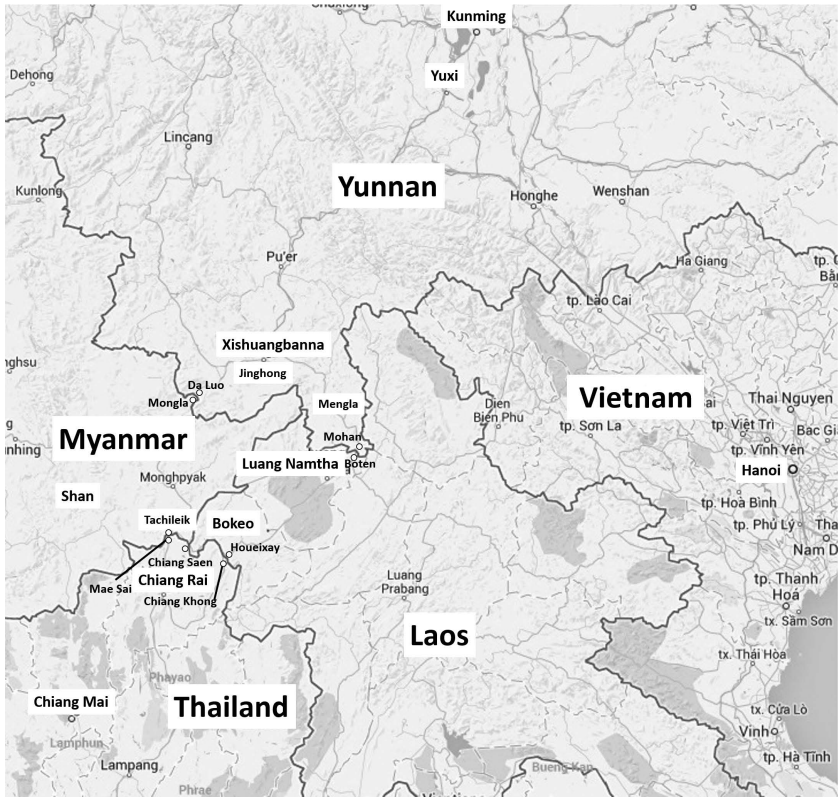 Kunming
Yuxi
Dehong
Lincang
Yunnan
Kunlong
Honghe
Wenshan
Pu'er
Ha Giang
tp. Lào Cai
Xishuangbanna
Jinghong
Da Luo
Mongla
Mengla
Vietnam
Thai Nguyen
Dien
Bien Phu
tp. Sơn La
tp. Việt Trì
tp. Vĩnh Yên
Myanmar
Mohan
Boten
Luang Namtha
Hanoi
Monghpyak
Shan
tp. Hoà Bình
tp. Phủ Lý
Tachileik
Bokeo
Houeixay
Chiang Saen
Chiang Rai
Mae Sai
Chiang Khong
Luang
Prabang
tp. Thanh
Hoá
tx. Sầm Sơn
Laos
tx. Thái Hòa
Phayao
Chiang Mai
Thailand
tx. Cửa Lò
Vinh
Lamphun
Lampang
tp. Hà Tĩnh
Bueng Kan
Phrae